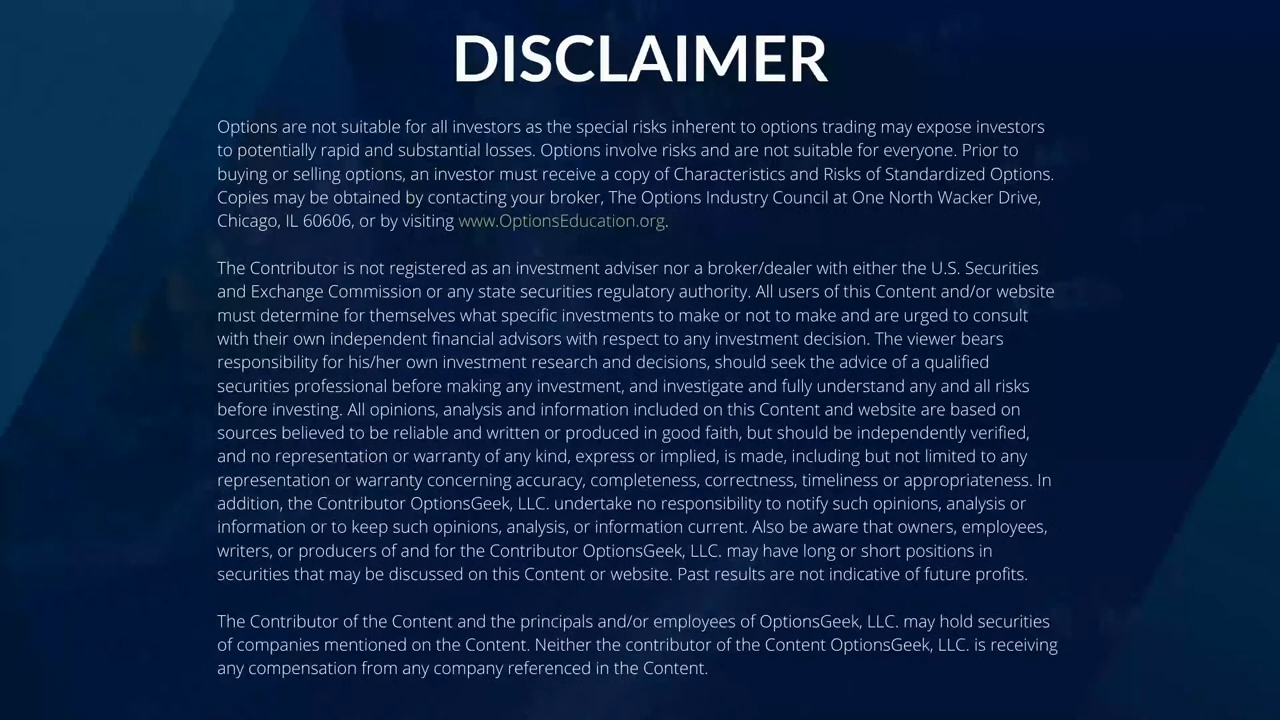 DISCLAIMER
Options are not suitable for all investors as the special risks inherent to options trading may expose investors
to potentially rapid and substantial losses. Options involve risks and are not suitable for everyone. Prior to
buying or selling options, an investor must receive a copy of Characteristics and Risks of Standardized Options.
Copies may be obtained by contacting your broker, The Options Industry Council at One North Wacker Drive,
Chicago, IL 60606, or by visiting www.OptionsEducation.org.
The Contributor is not registered as an investment adviser nor a broker/dealer with either the U.S. Securities
and Exchange Commission or any state securities regulatory authority. All users of this Content and/or website
must determine for themselves what specific investments to make or not to make and are urged to consult
with their own independent financial advisors with respect to any investment decision. The viewer bears
responsibility for his/her own investment research and decisions, should seek the advice of a qualified
securities professional before making any investment, and investigate and fully understand any and all risks
before investing. All opinions, analysis and information included on this Content and website are based on
sources believed to be reliable and written or produced in good faith, but should be independently verified,
and no representation or warranty of any kind, express or implied, is made, including but not limited to any
representation or warranty concerning accuracy, completeness, correctness, timeliness or appropriateness. In
addition, the Contributor OptionsGeek, LLC. undertake no responsibility to notify such opinions, analysis or
information or to keep such opinions, analysis, or information current. Also be aware that owners, employees,
writers, or producers of and for the Contributor OptionsGeek, LLC. may have long or short positions in
securities that may be discussed on this Content or website. Past results are not indicative of future profits.
The Contributor of the Content and the principals and/or employees of OptionsGeek, LLC. may hold securities
of companies mentioned on the Content. Neither the contributor of the Content OptionsGeek, LLC. is receiving
any compensation from any company referenced in the Content.